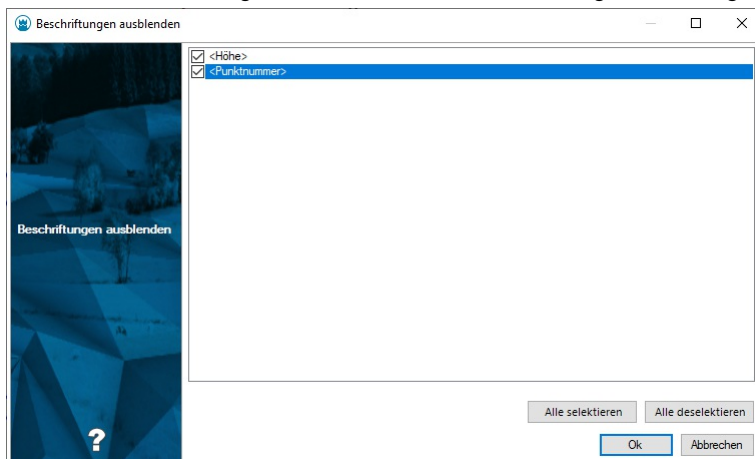 Beschriftungen ausblenden
<Höhe>
<Punktnummer>
Beschriftungen ausblenden
Alle selektieren
Alle deselektieren
?
Ok
Abbrechen